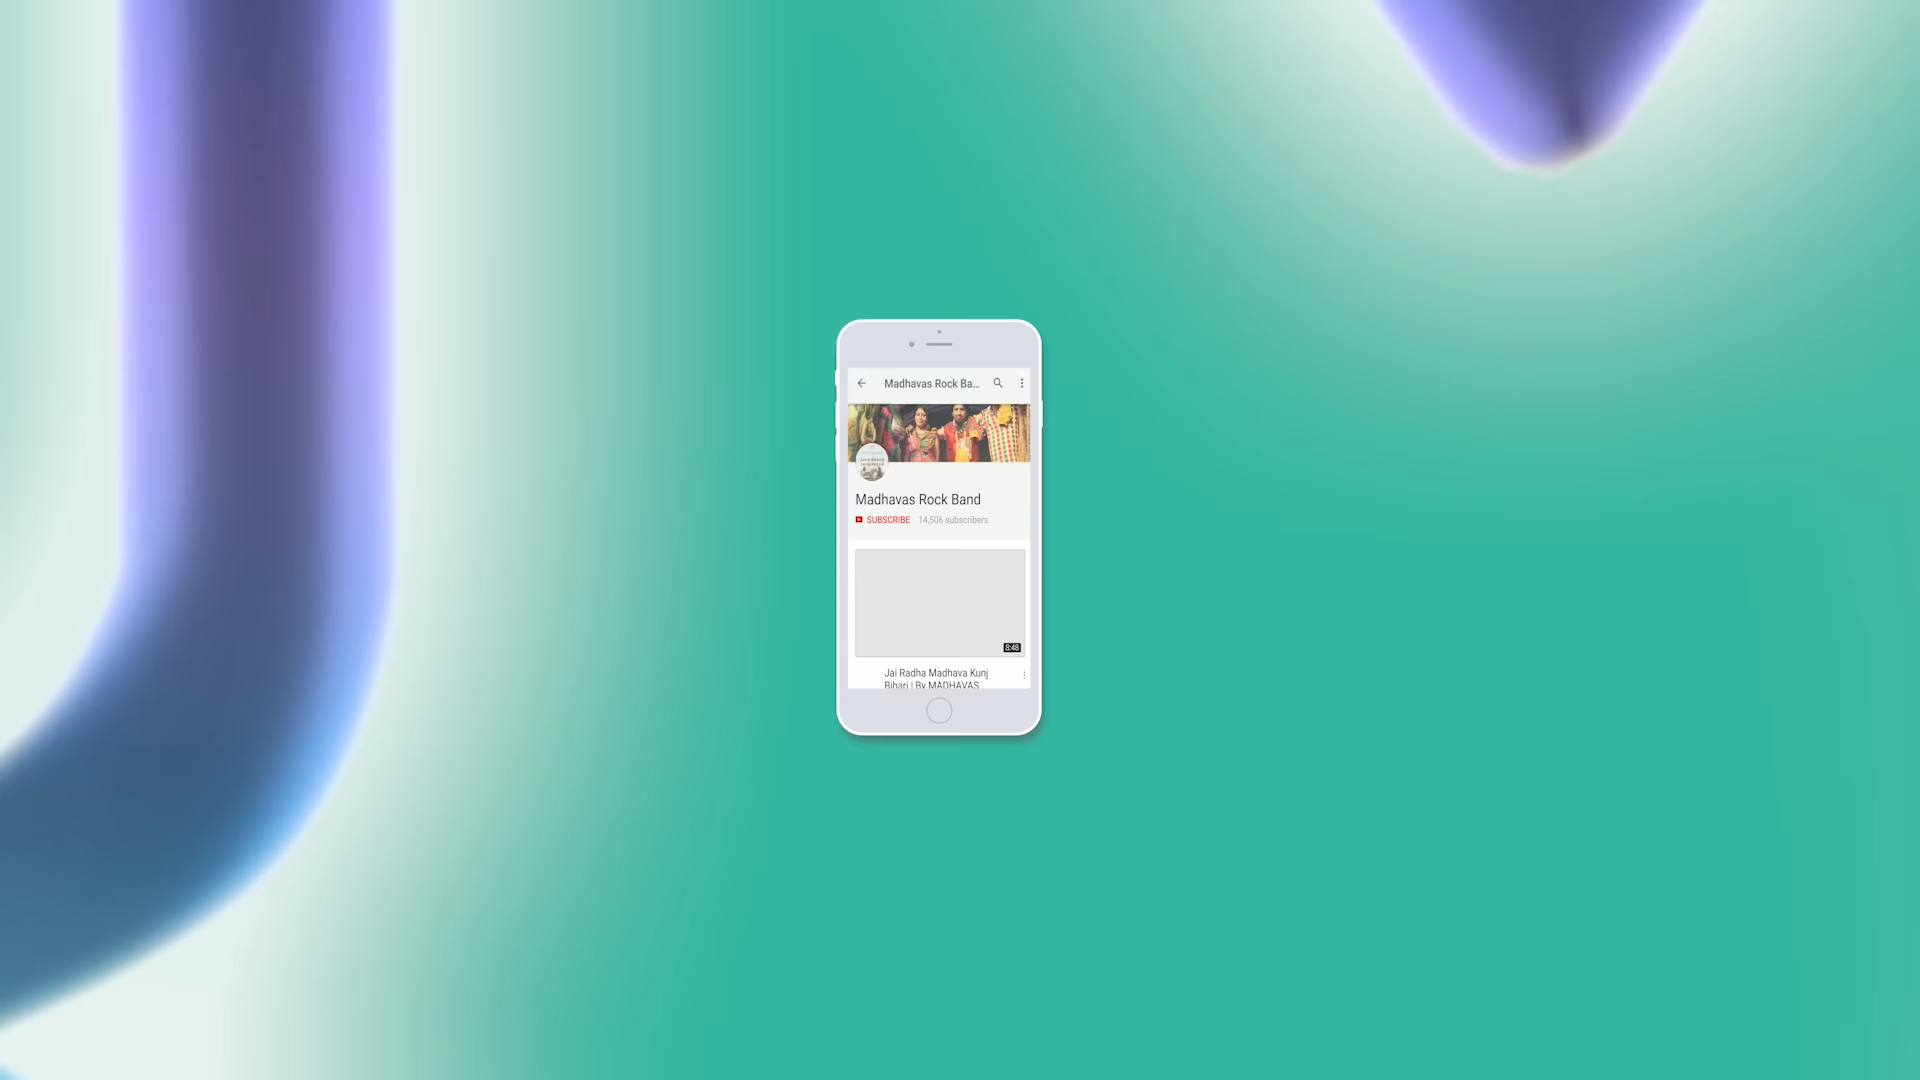 Madhavas Rock Ba...
Madhavas Rock Band
SUBSCRIBE 14,506 subscribers
8:48
Jai Radha Madhava Kunj
Bihari | By MADHAVAS